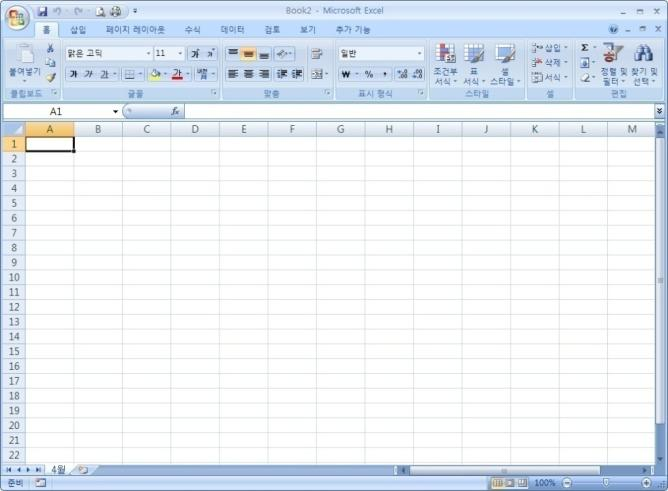 Book2 - Microsoft Excel
홈 삽입 페이지 레이아웃 수식 데이터 검토 보기 추가 기능
붙여넣기
클립보드
맑은 고딕 11 가 가
가 가 가 가
글꼴
맞춤
일반
₩ % ,
표시 형식
조건부 서식 표 서식 셀 스타일
스타일
삽입
삭제
서식
셀
Σ
정렬 및 필터 찾기 및 선택
편집
A1 fx
A B C D E F G H I J K L M
1
2
3
4
5
6
7
8
9
10
11
12
13
14
15
16
17
18
19
20
21
22
4월
준비 100%